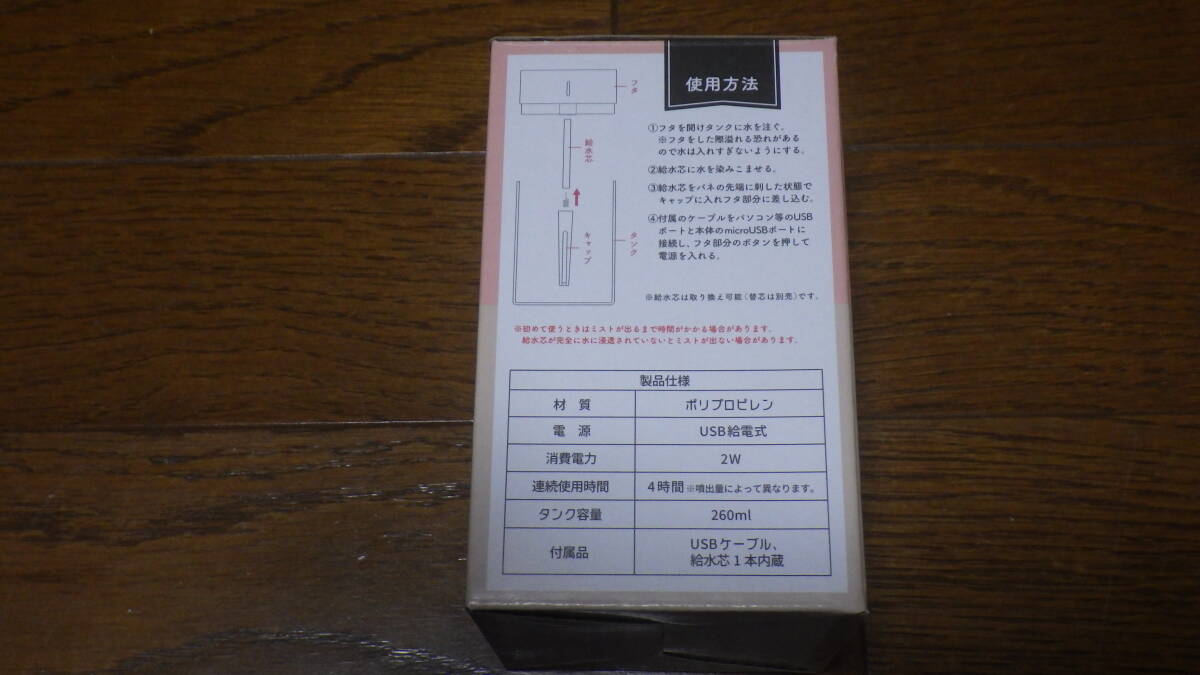 使用方法
フタ
給水芯
バネ
キャップ
タンク
①フタを開けタンクに水を注ぐ。
※フタをした際溢れる恐れがある
ので水は入れすぎないようにする。
②給水芯に水を染みこませる。
③給水芯をバネの先端に刺した状態で
キャップに入れフタ部分に差し込む。
④付属のケーブルをパソコン等のUSB
ポートと本体のmicroUSBポートに
接続し、フタ部分のボタンを押して
電源を入れる。
※給水芯は取り換え可能(替芯は別売)です。
※初めて使うときはミストが出るまで時間がかかる場合があります。
給水芯が完全に水に浸透されていないとミストが出ない場合があります。
製品仕様
材 質 ポリプロピレン
電 源 USB給電式
消費電力 2W
連続使用時間 4時間※噴出量によって異なります。
タンク容量 260ml
付属品 USBケーブル、
給水芯1本内蔵